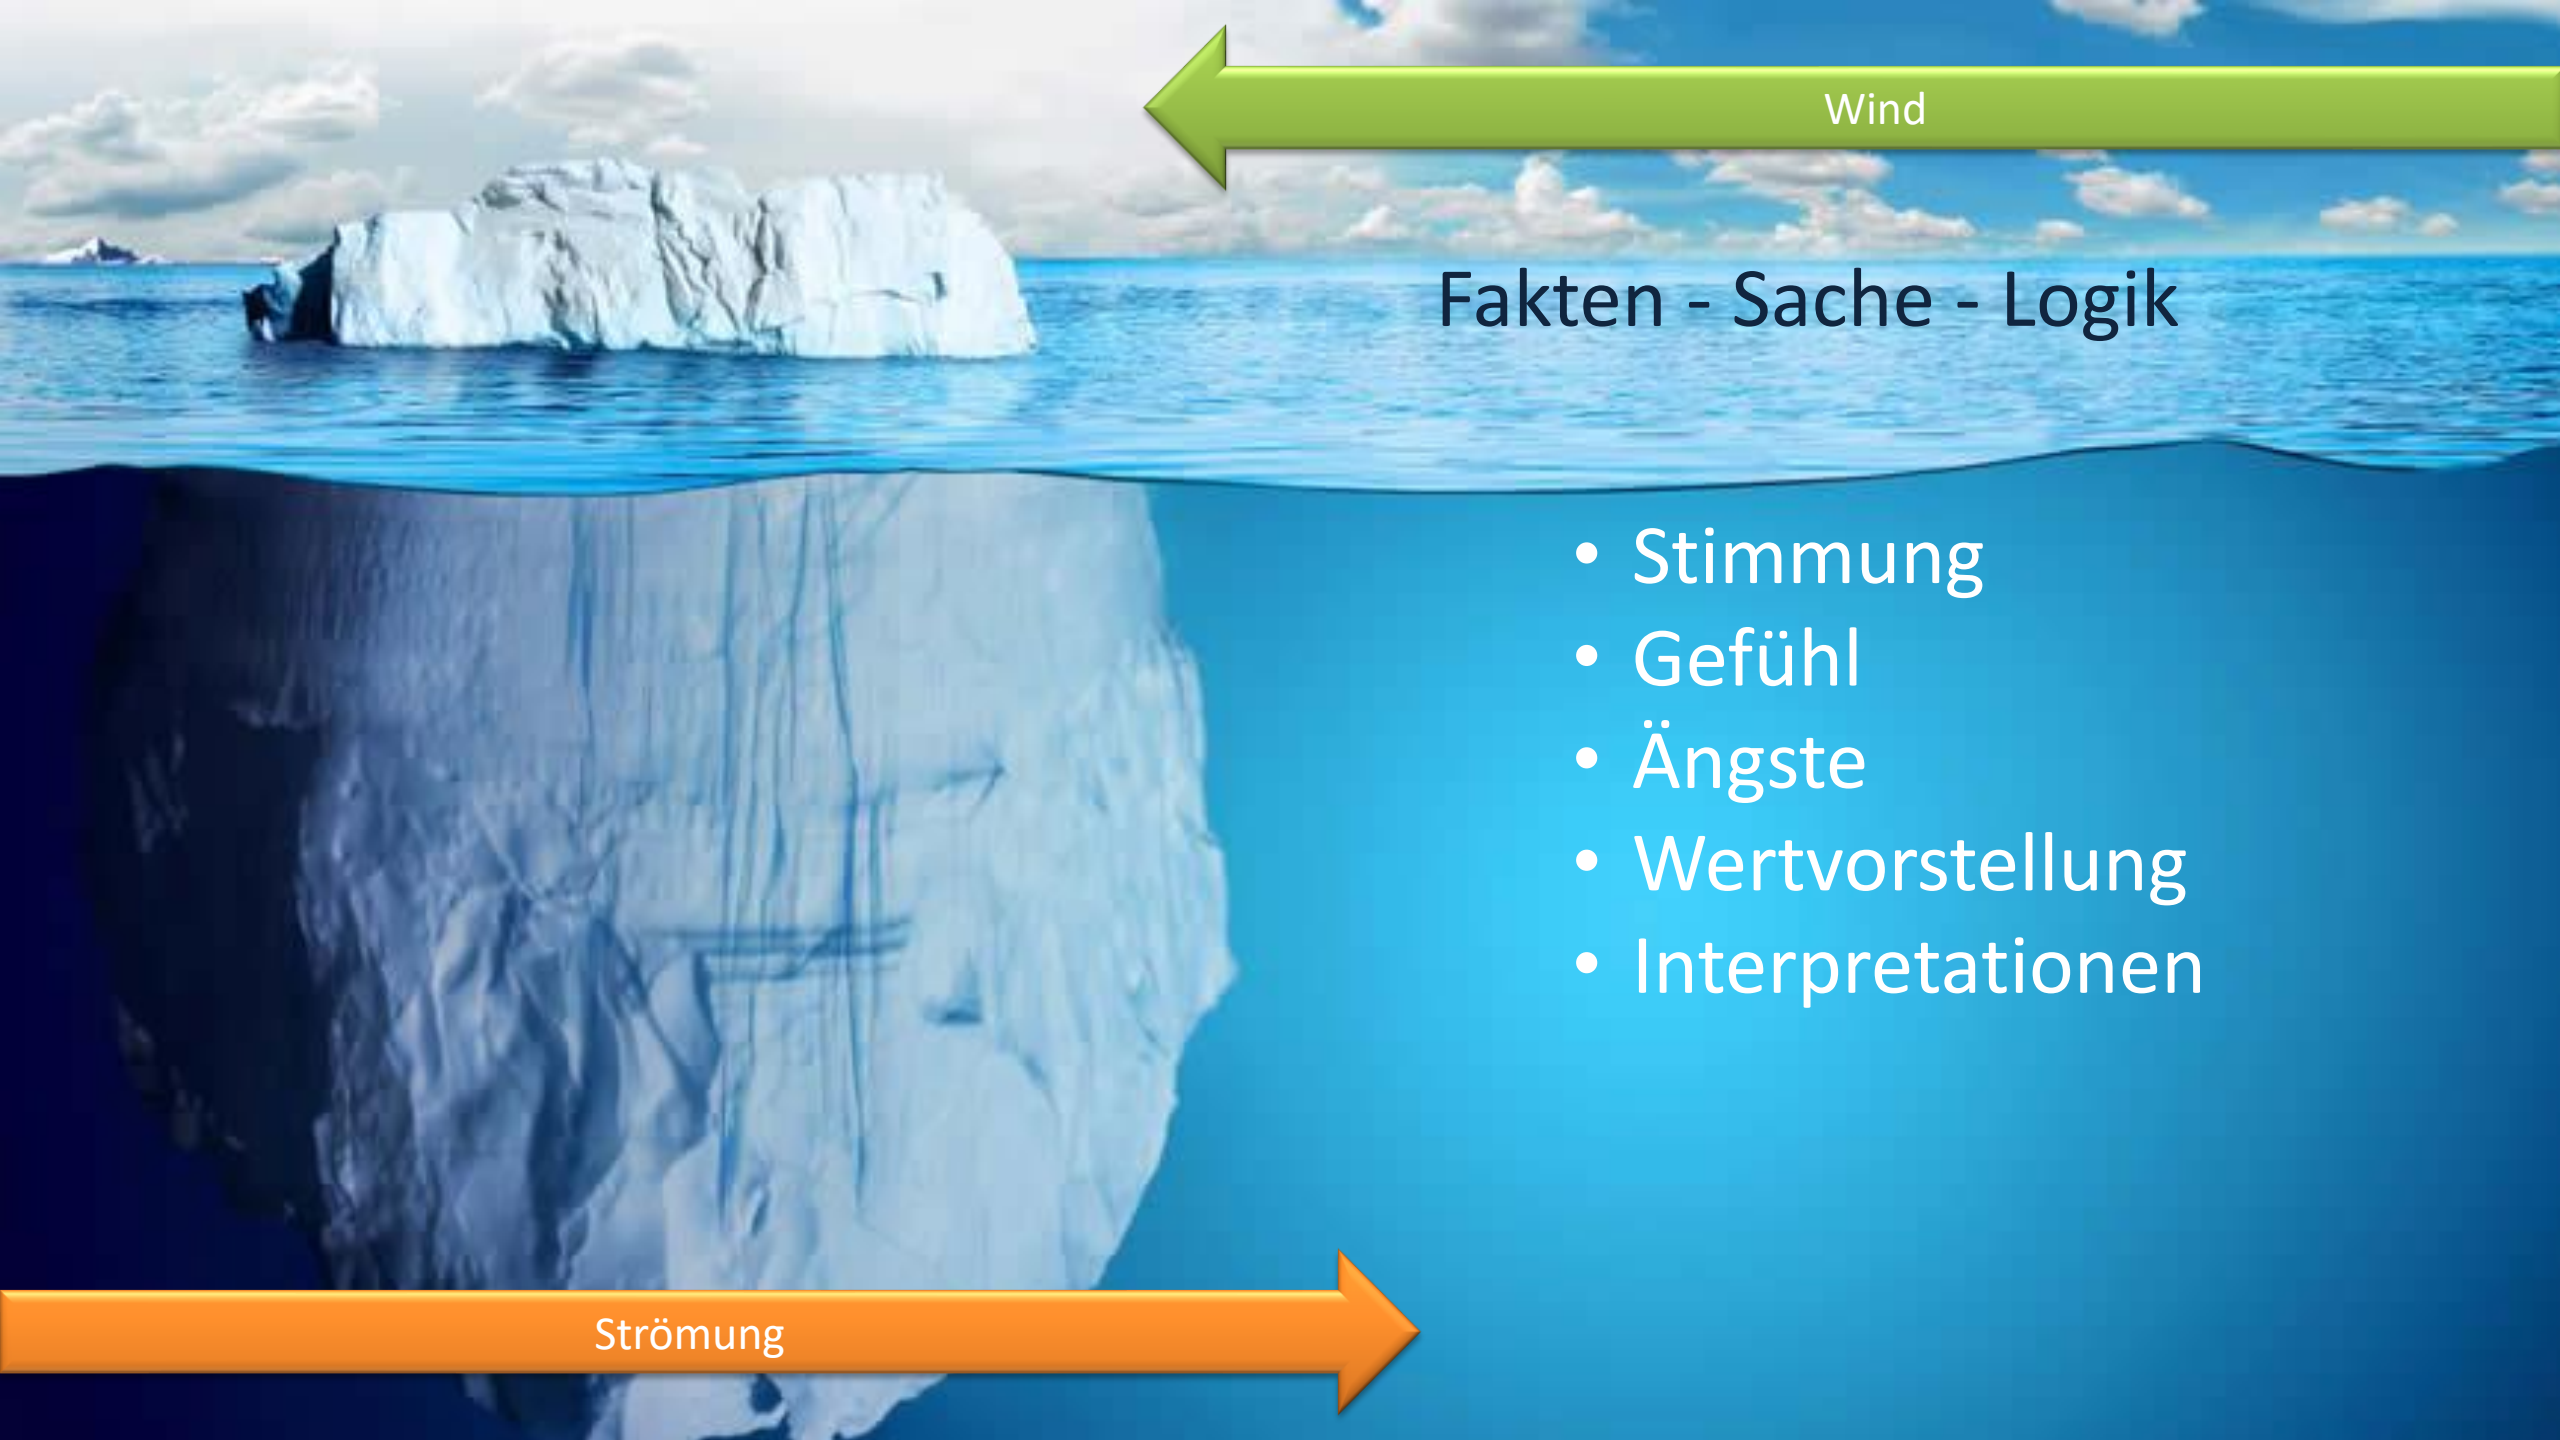 Wind
Fakten - Sache - Logik
• Stimmung
• Gefühl
• Ängste
• Wertvorstellung
• Interpretationen
Strömung